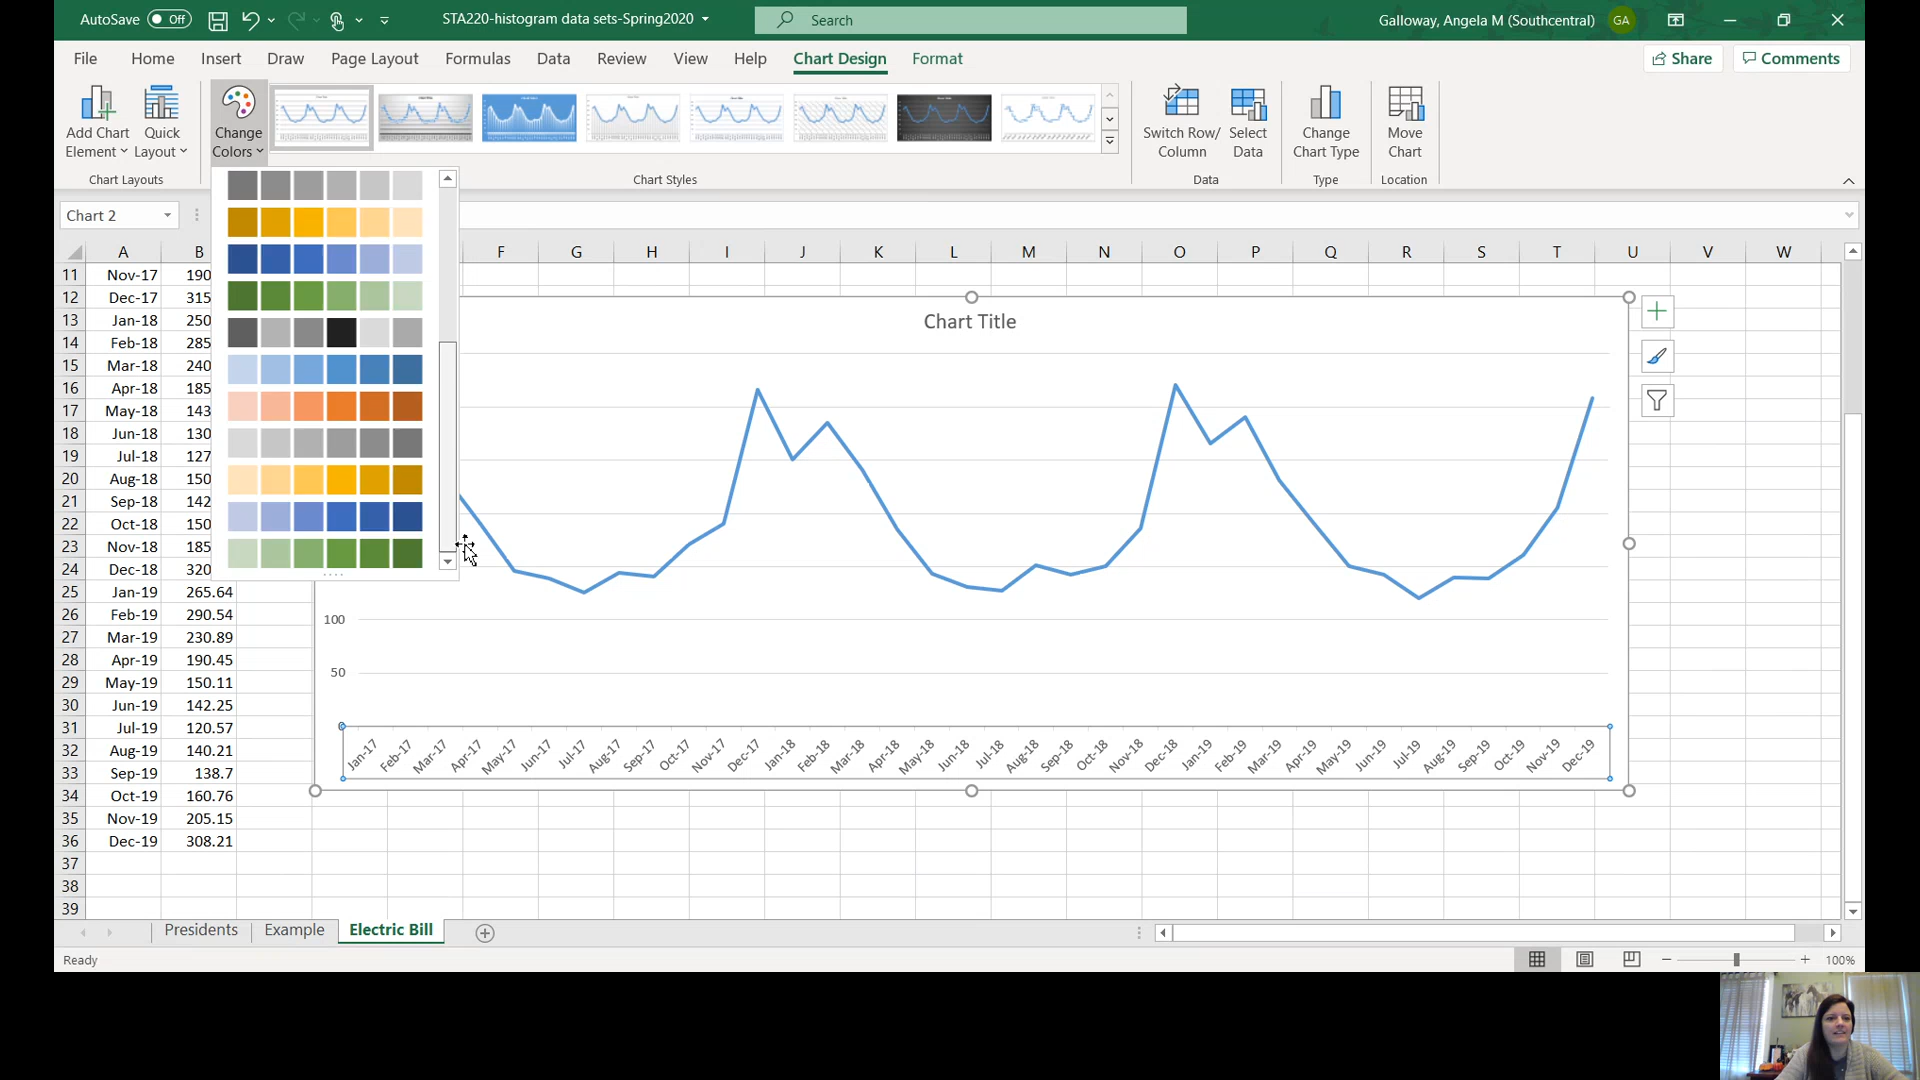 AutoSave Off STA220-histogram data sets-Spring2020 Search Galloway, Angela M (Southcentral) GA
File Home Insert Draw Page Layout Formulas Data Review View Help Chart Design Format Share Comments
Add Chart Element
Quick Layout
Change Colors
Switch Row/ Column
Select Data
Change Chart Type
Move Chart
Chart Layouts Chart Styles Data Type Location
Chart 2
A B F G H I J K L M N O P Q R S T U V W
11 Nov-17 190
12 Dec-17 315
13 Jan-18 250
14 Feb-18 285
15 Mar-18 240
16 Apr-18 185
17 May-18 143
18 Jun-18 130
19 Jul-18 127
20 Aug-18 150
21 Sep-18 142
22 Oct-18 150
23 Nov-18 185
24 Dec-18 320
25 Jan-19 265.64
26 Feb-19 290.54
27 Mar-19 230.89
28 Apr-19 190.45
29 May-19 150.11
30 Jun-19 142.25
31 Jul-19 120.57
32 Aug-19 140.21
33 Sep-19 138.7
34 Oct-19 160.76
35 Nov-19 205.15
36 Dec-19 308.21
37
38
39
Chart Title
100
50
0
Jan-17 Feb-17 Mar-17 Apr-17 May-17 Jun-17 Jul-17 Aug-17 Sep-17 Oct-17 Nov-17 Dec-17 Jan-18 Feb-18 Mar-18 Apr-18 May-18 Jun-18 Jul-18 Aug-18 Sep-18 Oct-18 Nov-18 Dec-18 Jan-19 Feb-19 Mar-19 Apr-19 May-19 Jun-19 Jul-19 Aug-19 Sep-19 Oct-19 Nov-19 Dec-19
Presidents Example Electric Bill
Ready 100%